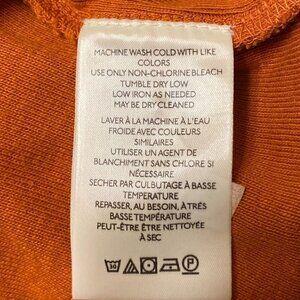 MACHINE WASH COLD WITH LIKE
COLORS
USE ONLY NON-CHLORINE BLEACH
TUMBLE DRY LOW
LOW IRON AS NEEDED
MAY BE DRY CLEANED
LAVER À LA MACHINE À L'EAU
FROIDE AVEC COULEURS
SIMILAIRES
UTILISER UN AGENT DE
BLANCHIMENT SANS CHLORE SI
NÉCESSAIRE
SECHER PAR CULBUTAGE À BASSE
TEMPERATURE
REPASSER, AU BESOIN, À TRÈS
BASSE TEMPÉRATURE
PEUT-ÊTRE ÊTRE NETTOYÉE
À SEC